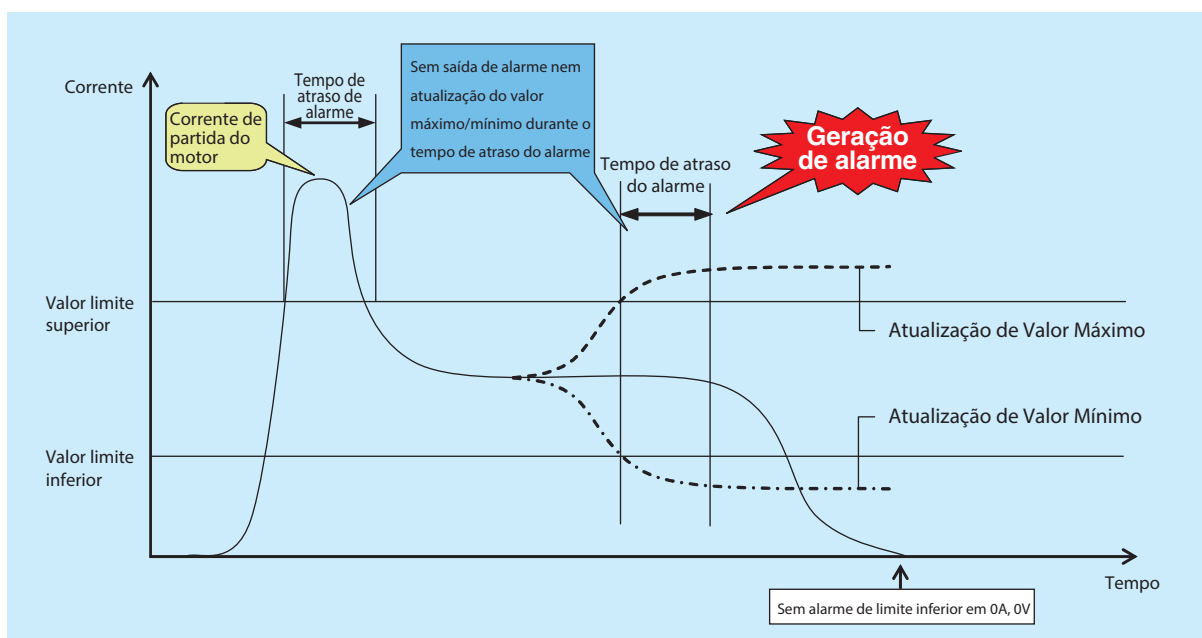 Corrente
Tempo de
atraso de
alarme
Corrente de
partida do
motor
Sem saída de alarme nem
atualização do valor
máximo/mínimo durante o
tempo de atraso do alarme
Tempo de atraso
do alarme
Geração
de alarme
Valor limite
superior
Atualização de Valor Máximo
Atualização de Valor Mínimo
Valor limite
inferior
Tempo
Sem alarme de limite inferior em 0A, 0V